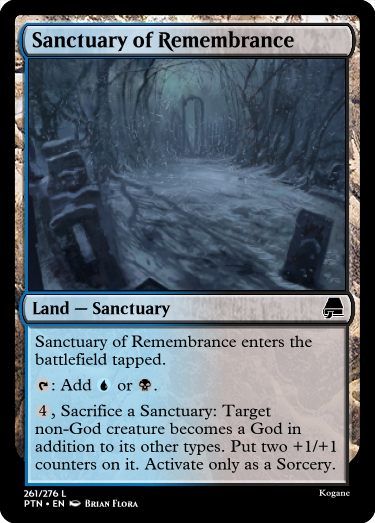 Sanctuary of Remembrance
Land — Sanctuary
Sanctuary of Remembrance enters the
battlefield tapped.
: Add or .
4, Sacrifice a Sanctuary: Target
non-God creature becomes a God in
addition to its other types. Put two +1/+1
counters on it. Activate only as a Sorcery.
261/276 L
PTN • EN Brian Flora
Kogane